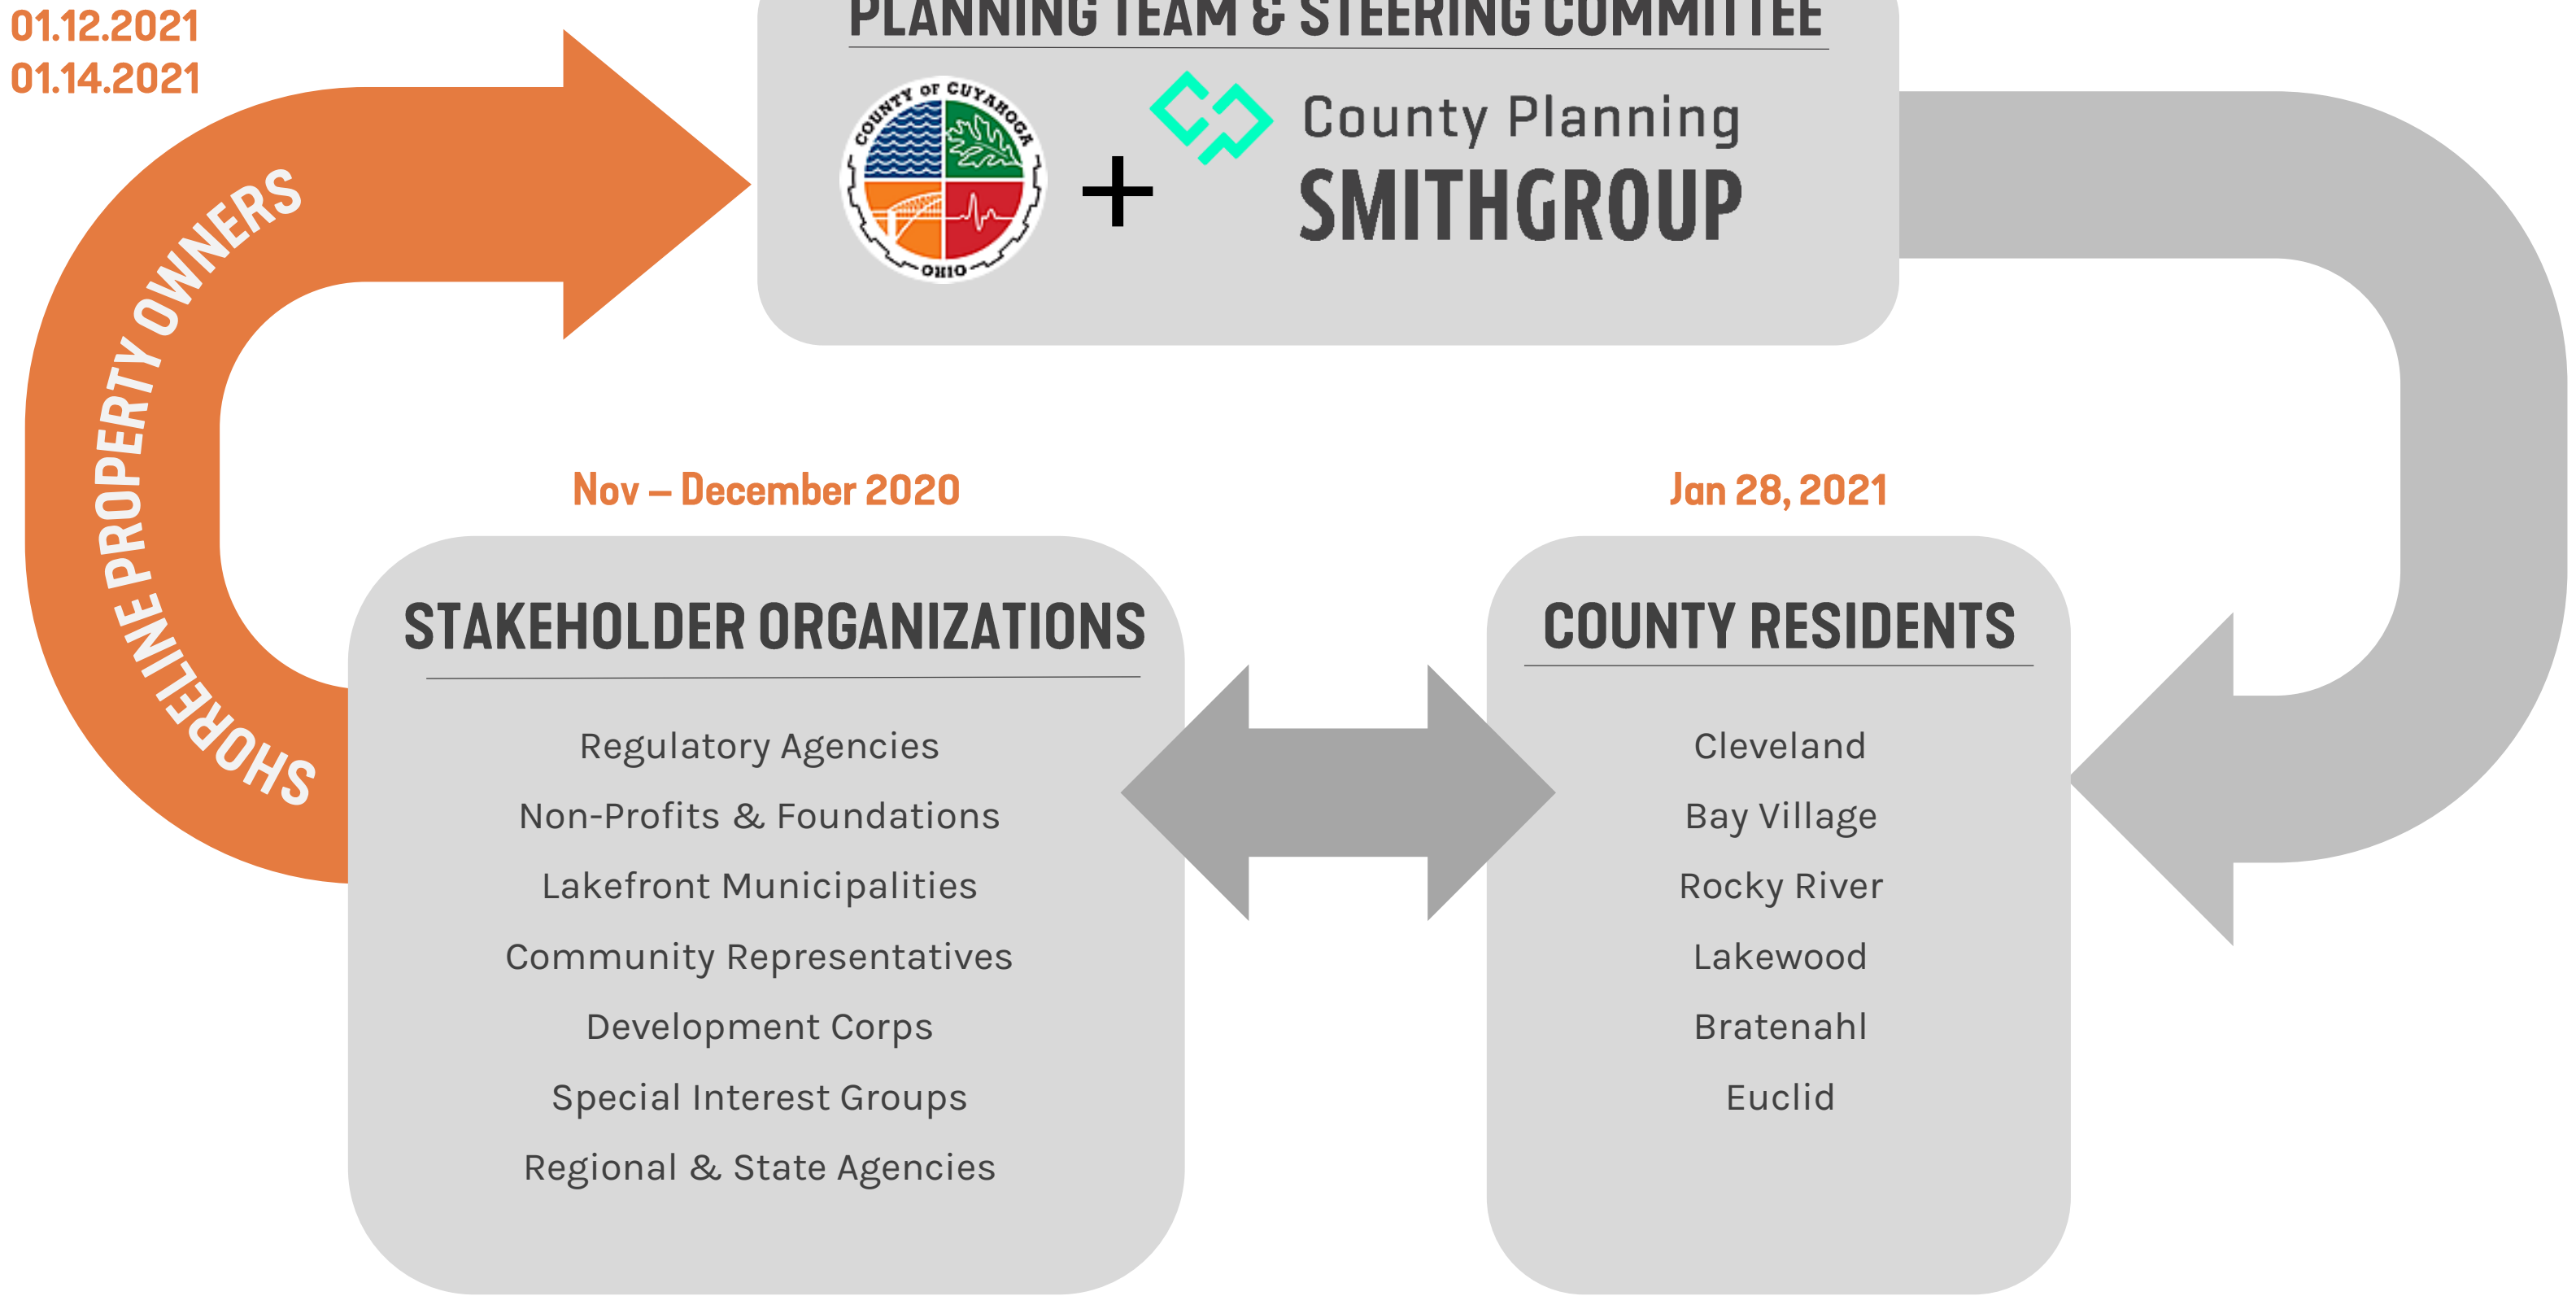 01.12.2021
01.14.2021
PLANNING TEAM & STEERING COMMITTEE
COUNTY OF CUYAHOGA
OHIO
+
County Planning
SMITHGROUP
SHORELINE PROPERTY OWNERS
Nov – December 2020
STAKEHOLDER ORGANIZATIONS
Regulatory Agencies
Non-Profits & Foundations
Lakefront Municipalities
Community Representatives
Development Corps
Special Interest Groups
Regional & State Agencies
Jan 28, 2021
COUNTY RESIDENTS
Cleveland
Bay Village
Rocky River
Lakewood
Bratenahl
Euclid